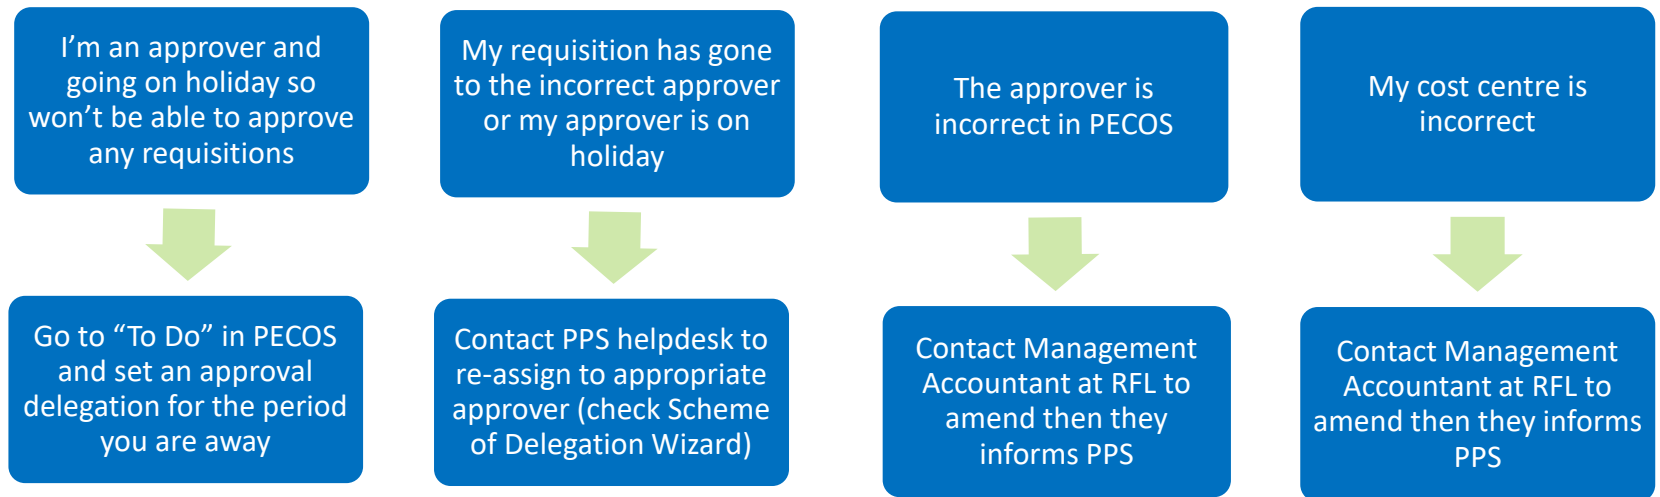 I’m an approver and
going on holiday so
won’t be able to approve
any requisitions
Go to “To Do” in PECOS
and set an approval
delegation for the period
you are away
My requisition has gone
to the incorrect approver
or my approver is on
holiday
Contact PPS helpdesk to
re-assign to appropriate
approver (check Scheme
of Delegation Wizard)
The approver is
incorrect in PECOS
Contact Management
Accountant at RFL to
amend then they
informs PPS
My cost centre is
incorrect
Contact Management
Accountant at RFL to
amend then they informs
PPS